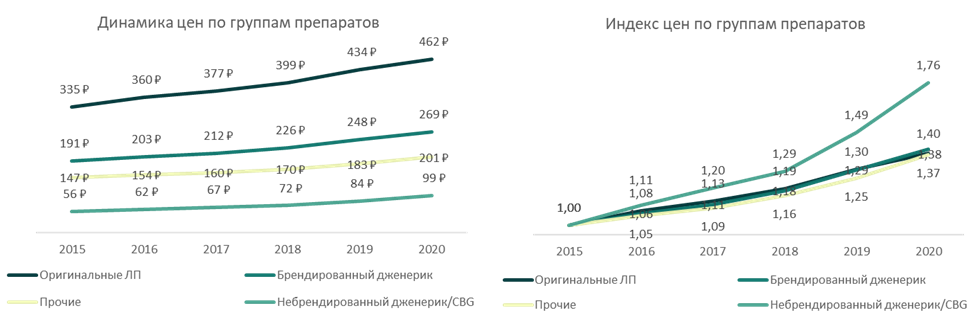 Динамика цен по группам препаратов
335 ₽ 360 ₽ 377 ₽ 399 ₽ 434 ₽ 462 ₽
191 ₽ 203 ₽ 212 ₽ 226 ₽ 248 ₽ 269 ₽
147 ₽ 154 ₽ 160 ₽ 170 ₽ 183 ₽ 201 ₽
56 ₽ 62 ₽ 67 ₽ 72 ₽ 84 ₽ 99 ₽
2015 2016 2017 2018 2019 2020
Оригинальные ЛП Брендированный дженерик
Прочие Небрендированный дженерик/CBG
Индекс цен по группам препаратов
1,00 1,11 1,20 1,29 1,49 1,76
1,08 1,13 1,19 1,30 1,40
1,06 1,11 1,18 1,29 1,38
1,05 1,09 1,16 1,25 1,37
2015 2016 2017 2018 2019 2020
Оригинальные ЛП Брендированный дженерик
Прочие Небрендированный дженерик/CBG